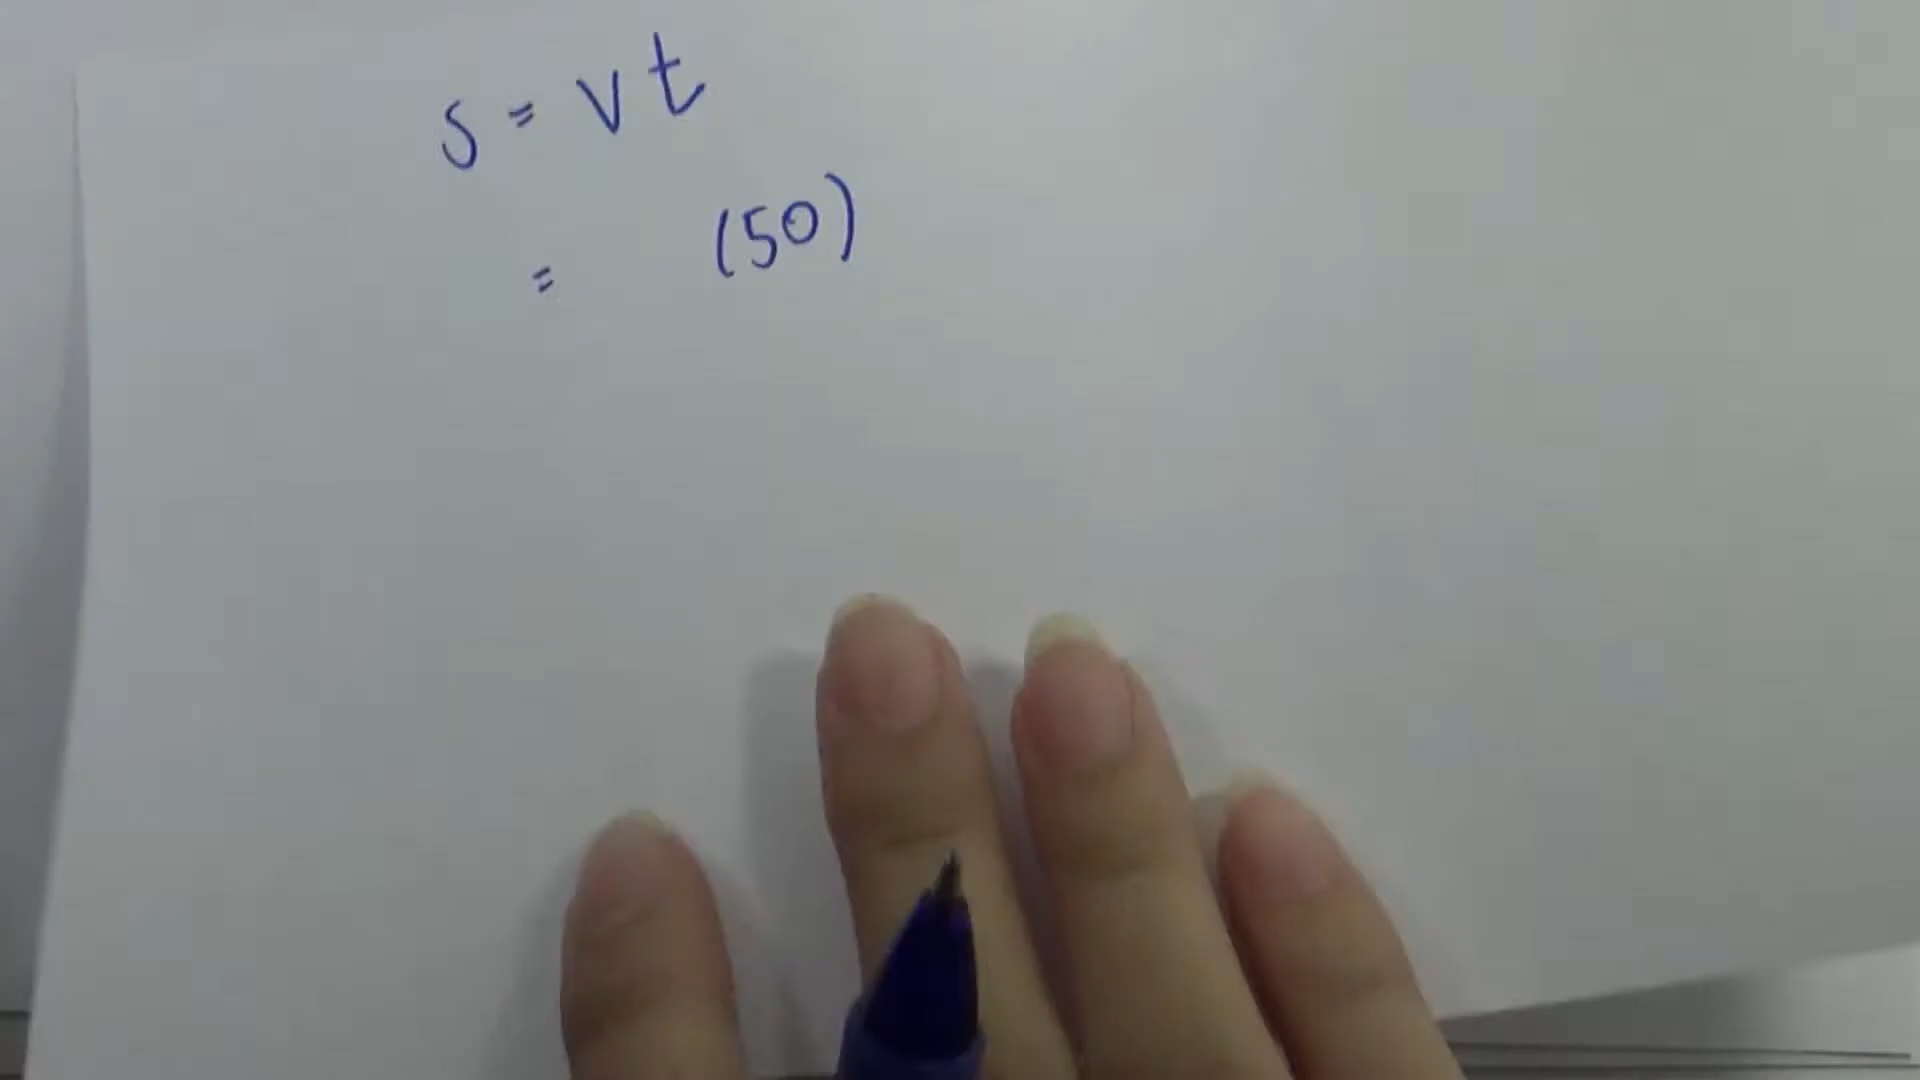 s = vt
= (50)